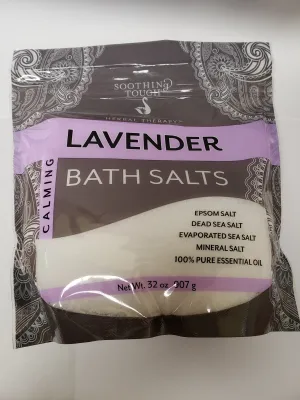 SOOTHING
TOUCH
HERBAL THERAPY
LAVENDER
CALMING
BATH SALTS
EPSOM SALT
DEAD SEA SALT
EVAPORATED SEA SALT
MINERAL SALT
100% PURE ESSENTIAL OIL
Net Wt. 32 oz. 907 g